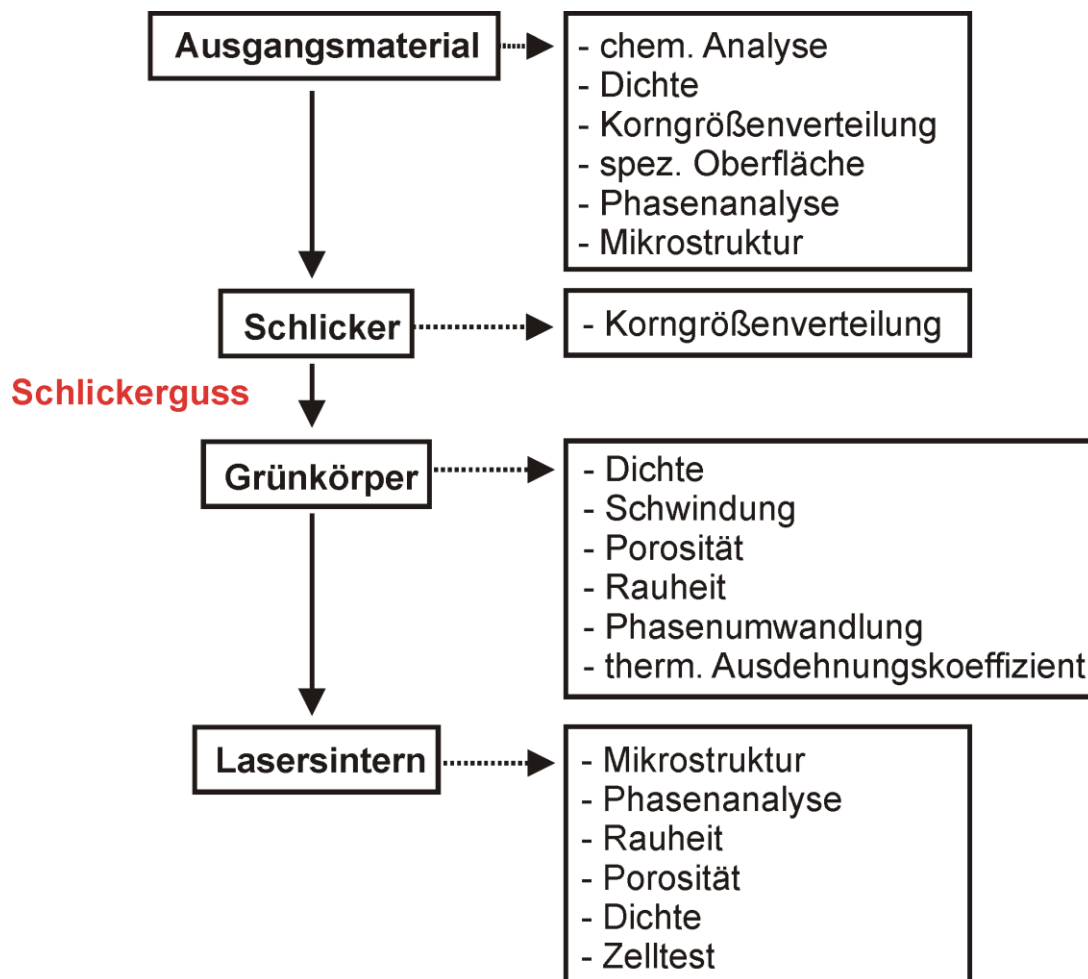 Ausgangsmaterial
- chem. Analyse
- Dichte
- Korngrößenverteilung
- spez. Oberfläche
- Phasenanalyse
- Mikrostruktur
Schlicker
- Korngrößenverteilung
Schlickerguss
Grünkörper
- Dichte
- Schwindung
- Porosität
- Rauheit
- Phasenumwandlung
- therm. Ausdehnungskoeffizient
Lasersintern
- Mikrostruktur
- Phasenanalyse
- Rauheit
- Porosität
- Dichte
- Zelltest